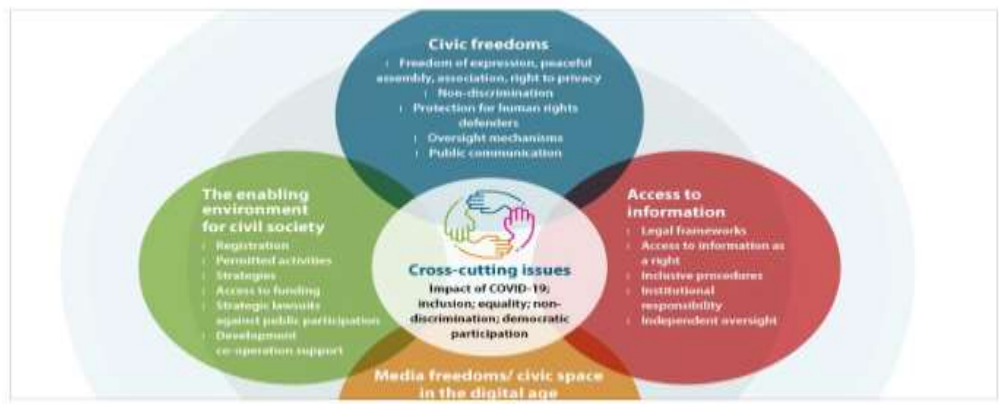 Civic freedoms
Freedom of expression, peaceful
assembly, association, right to privacy
Non-discrimination
Protection for human rights
defenders
Oversight mechanisms
Public communication
The enabling
environment
for civil society
Registration
Permitted activities
Strategies
Access to funding
Strategic lawsuits
against public participation
Development
co-operation support
Cross-cutting issues
Impact of COVID-19;
inclusion; equality; non-
discrimination; democratic
participation
Access to
information
Legal frameworks
Access to information as
a right
Inclusive procedures
Institutional
responsibility
Independent oversight
Media freedoms/ civic space
in the digital age